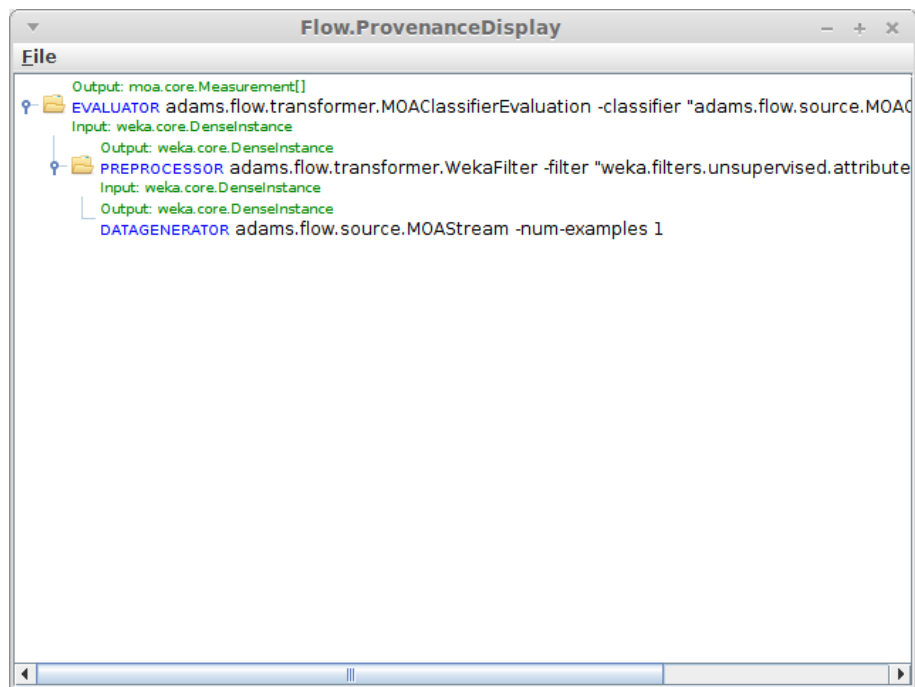 Flow.ProvenanceDisplay
File
Output: moa.core.Measurement[]
EVALUATOR adams.flow.transformer.MOAClassifierEvaluation -classifier "adams.flow.source.MOAC
Input: weka.core.DenseInstance
Output: weka.core.DenseInstance
PREPROCESSOR adams.flow.transformer.WekaFilter -filter "weka.filters.unsupervised.attribute
Input: weka.core.DenseInstance
Output: weka.core.DenseInstance
DATAGENERATOR adams.flow.source.MOAStream -num-examples 1